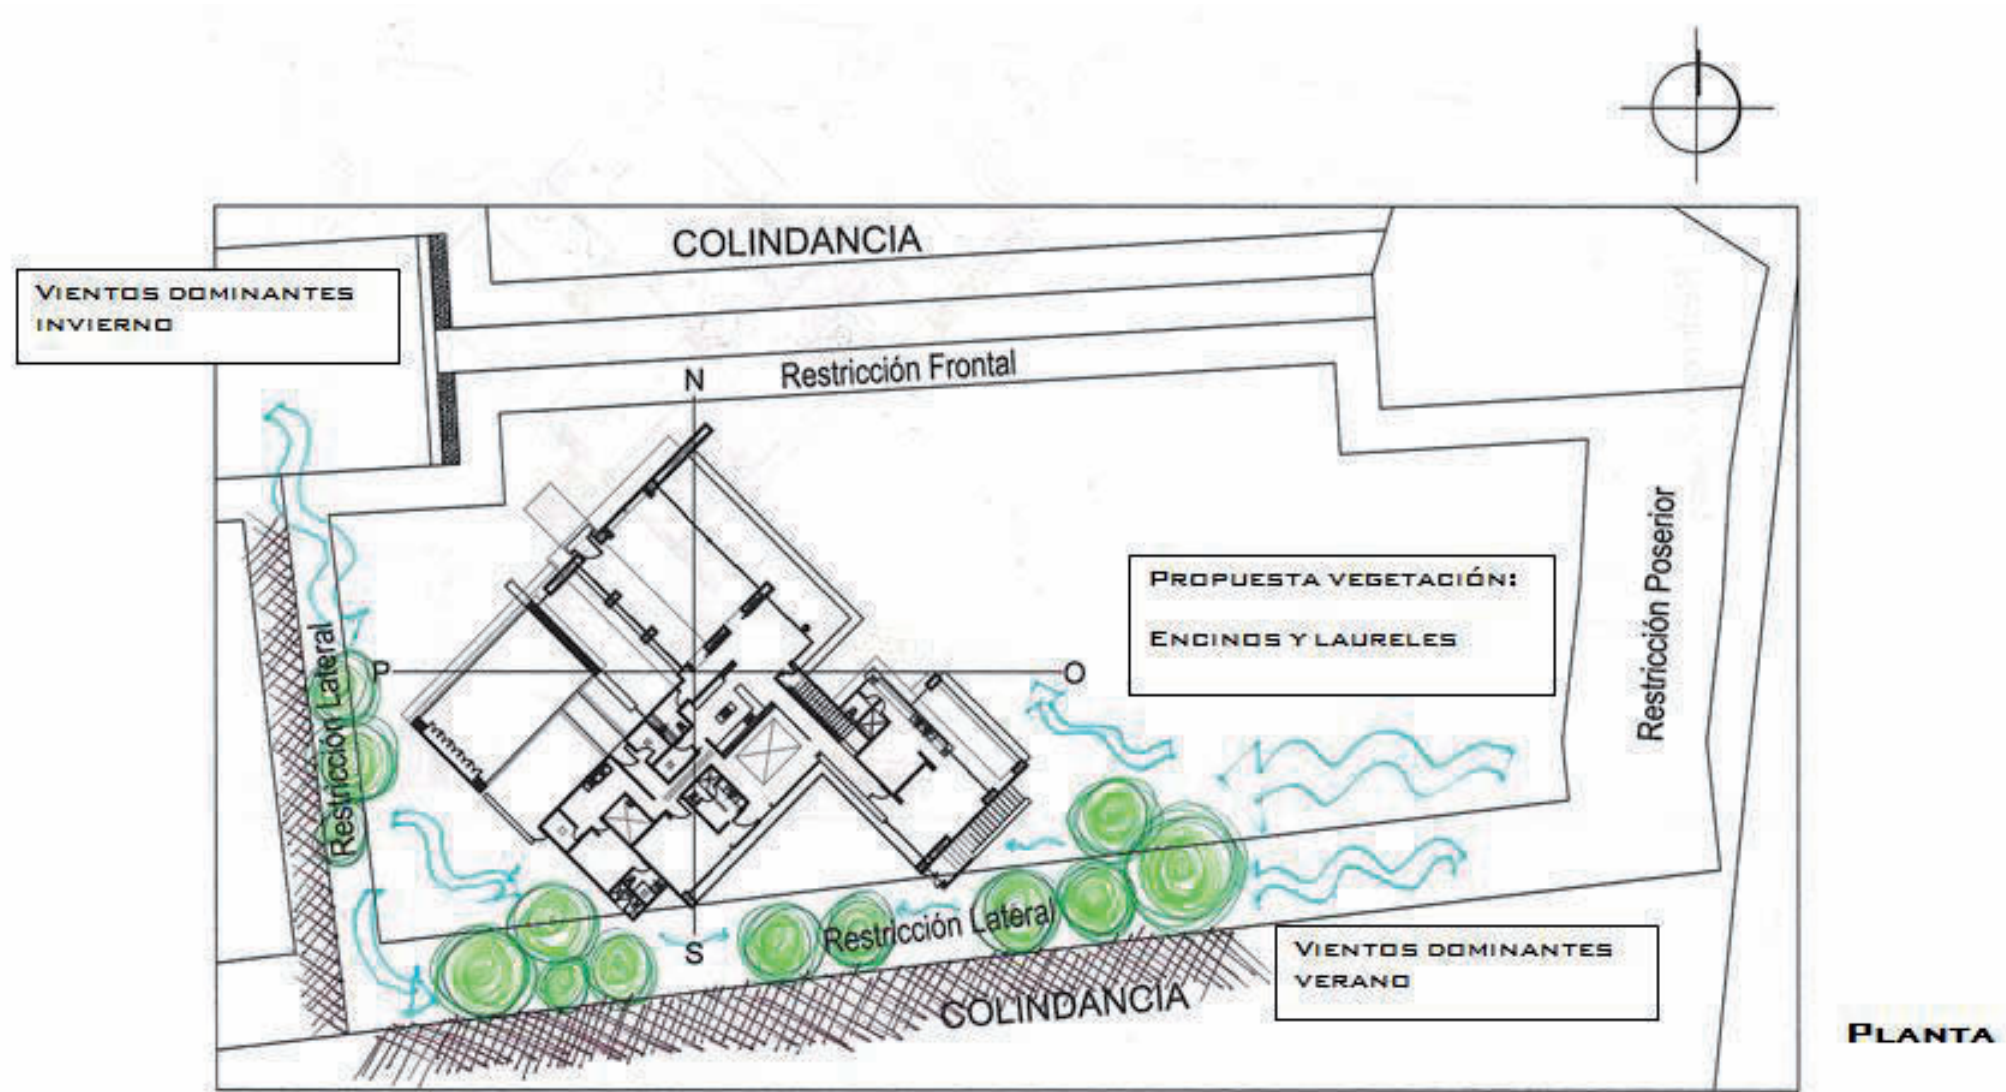 COLINDANCIA
VIENTOS DOMINANTES
INVIERNO
Restricción Frontal
N
PROPUESTA VEGETACIÓN:
ENCINOS Y LAURELES
Restricción Poserior
Restricción Lateral
P
O
Restricción Lateral
S
VIENTOS DOMINANTES
VERANO
COLINDANCIA
PLANTA